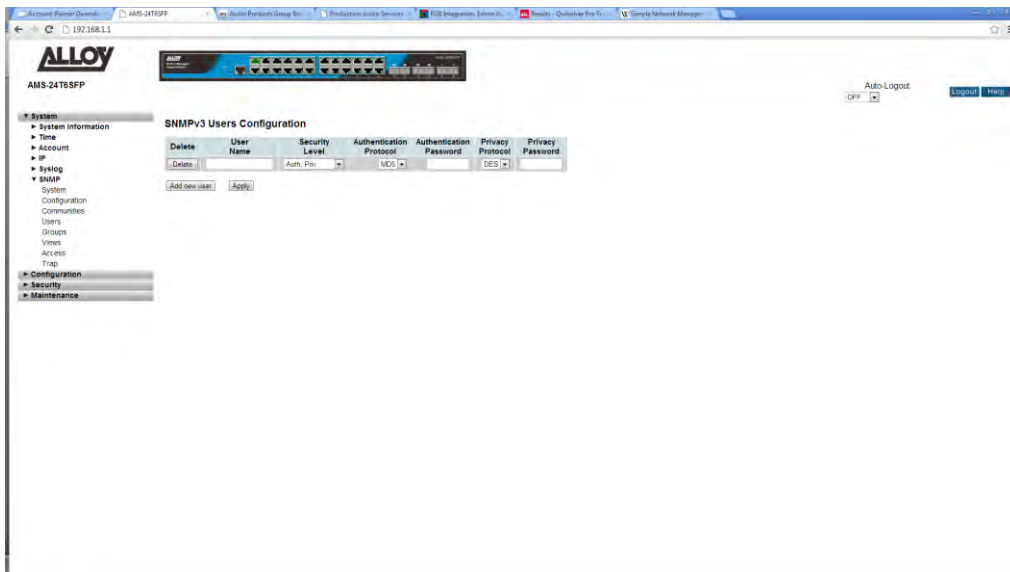 AMS-24T6SFP
Production Audio Services
192.168.1.1
ALLOY
AMS-24T6SFP
Auto-Logout
OFF
Logout Help
▼ System
► System Information
► Time
► Account
► IP
► Syslog
▼ SNMP
System
Configuration
Communities
Users
Groups
Views
Access
Trap
► Configuration
► Security
► Maintenance
SNMPv3 Users Configuration
Delete User Name Security Level Authentication Protocol Authentication Password Privacy Protocol Privacy Password
Delete Auth, Priv MD5 DES
Add new user Apply